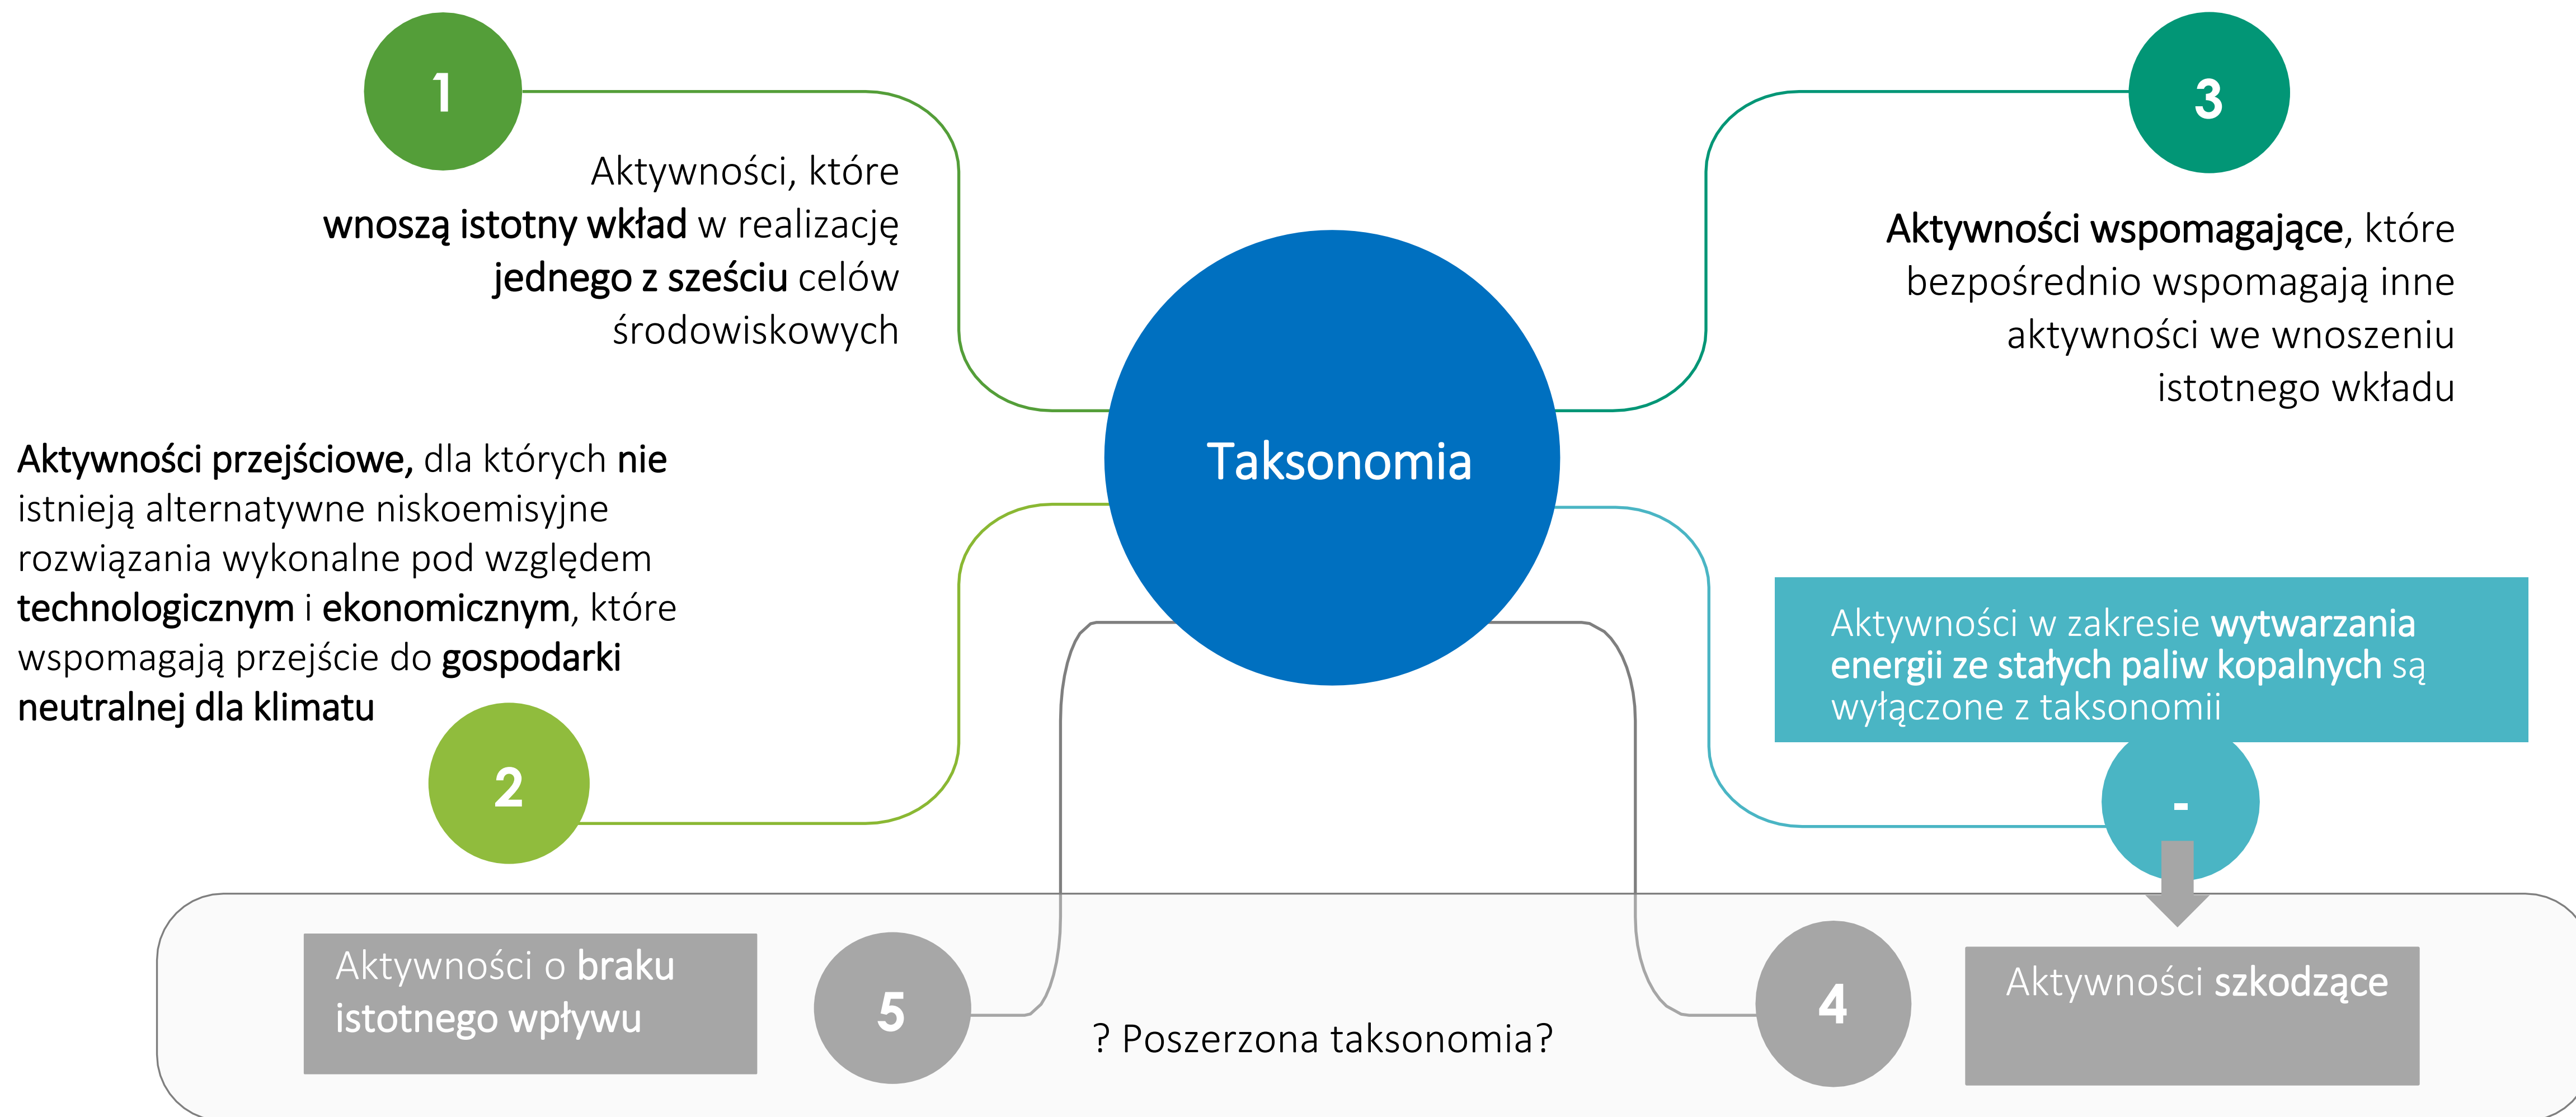 1
Aktywności, które
wnoszą istotny wkład w realizację
jednego z sześciu celów
środowiskowych
Aktywności przejściowe, dla których nie
istnieją alternatywne niskoemisyjne
rozwiązania wykonalne pod względem
technologicznym i ekonomicznym, które
wspomagają przejście do gospodarki
neutralnej dla klimatu
2
Taksonomia
3
Aktywności wspomagające, które
bezpośrednio wspomagają inne
aktywności we wnoszeniu
istotnego wkładu
Aktywności w zakresie wytwarzania
energii ze stałych paliw kopalnych są
wyłączone z taksonomii
-
Aktywności o braku
istotnego wpływu
5
? Poszerzona taksonomia?
4
Aktywności szkodzące